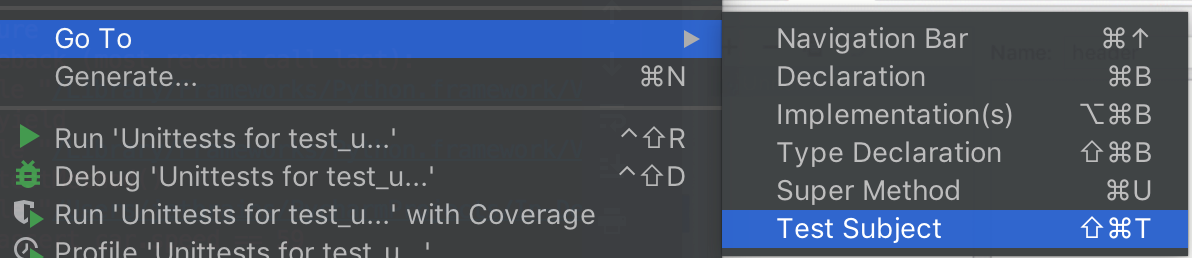 Go To
Generate... ⌘N
Run 'Unittests for test_u...' ^⇧R
Debug 'Unittests for test_u...' ^⇧D
Run 'Unittests for test_u...' with Coverage
Profile 'Unittests for test_u...'
Navigation Bar ⌘↑
Declaration ⌘B
Implementation(s) ⌥⌘B
Type Declaration ⇧⌘B
Super Method ⌘U
Test Subject ⇧⌘T
Name: header